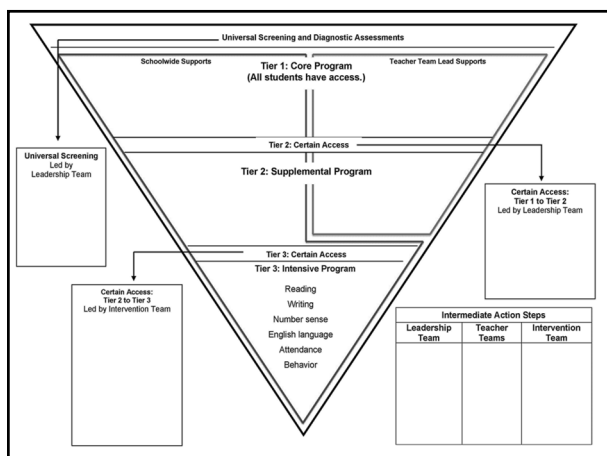 Universal Screening and Diagnostic Assessments
Schoolwide Supports
Teacher Team Lead Supports
Tier 1: Core Program
(All students have access.)
Tier 2: Certain Access
Universal Screening
Led by
Leadership Team
Tier 2: Supplemental Program
Certain Access:
Tier 1 to Tier 2
Led by Leadership Team
Tier 3: Certain Access
Tier 3: Intensive Program
Certain Access:
Tier 2 to Tier 3
Led by Intervention Team
Reading
Writing
Number sense
English language
Attendance
Behavior
Intermediate Action Steps
Leadership
Team
Teacher
Teams
Intervention
Team